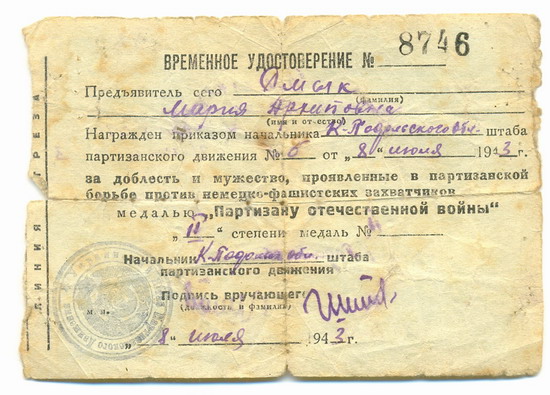 ВРЕМЕННОЕ УДОСТОВЕРЕНИЕ № 8746
Предъявитель сего Дмык
(фамилия)
Мария Архиповна
(имя и от-ество)
Награжден приказом начальника К-Подольского обл- штаба
партизанского движения № 6 от „ 8 " июля 1943 г.
за доблесть и мужество, проявленные в партизанской
борьбе против немецко-фашистских захватчиков
медалью „Партизану отечественной войны"
„ II " степени медаль №
Начальник К-Подольск обл. штаба
партизанского движения
Подпись вручающего
(должность и фамилия)
м. п.
„ 8 " июля 1943 г.
ЛИНИЯ ОТРЕЗА